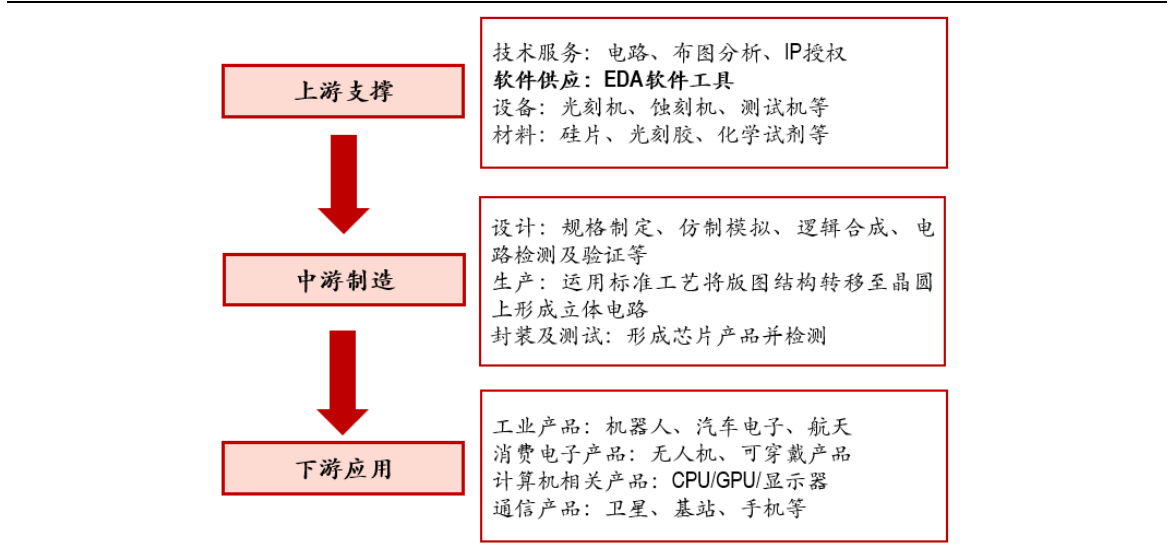 上游支撑
技术服务：电路、布图分析、IP授权
软件供应：EDA软件工具
设备：光刻机、蚀刻机、测试机等
材料：硅片、光刻胶、化学试剂等
中游制造
设计：规格制定、仿制模拟、逻辑合成、电
路检测及验证等
生产：运用标准工艺将版图结构转移至晶圆
上形成立体电路
封装及测试：形成芯片产品并检测
下游应用
工业产品：机器人、汽车电子、航天
消费电子产品：无人机、可穿戴产品
计算机相关产品：CPU/GPU/显示器
通信产品：卫星、基站、手机等